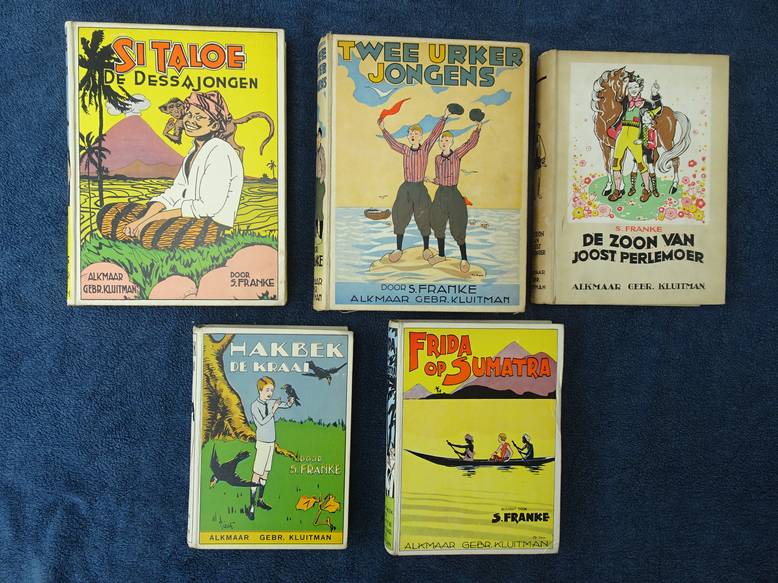 SI TALOE
DE DESSAJONGEN
ALKMAAR
GEBR. KLUITMAN
DOOR
S. FRANKE
TWEE URKER
JONGENS
DOOR S. FRANKE
ALKMAAR GEBR. KLUITMAN
S. FRANKE
DE ZOON VAN
JOOST PERLEMOER
ALKMAAR GEBR. KLUITMAN
HAKBEK
DE KRAAI
DOOR
S. FRANKE
ALKMAAR GEBR. KLUITMAN
FRIDA
OP SUMATRA
DOOR
S. FRANKE
ALKMAAR GEBR. KLUITMAN